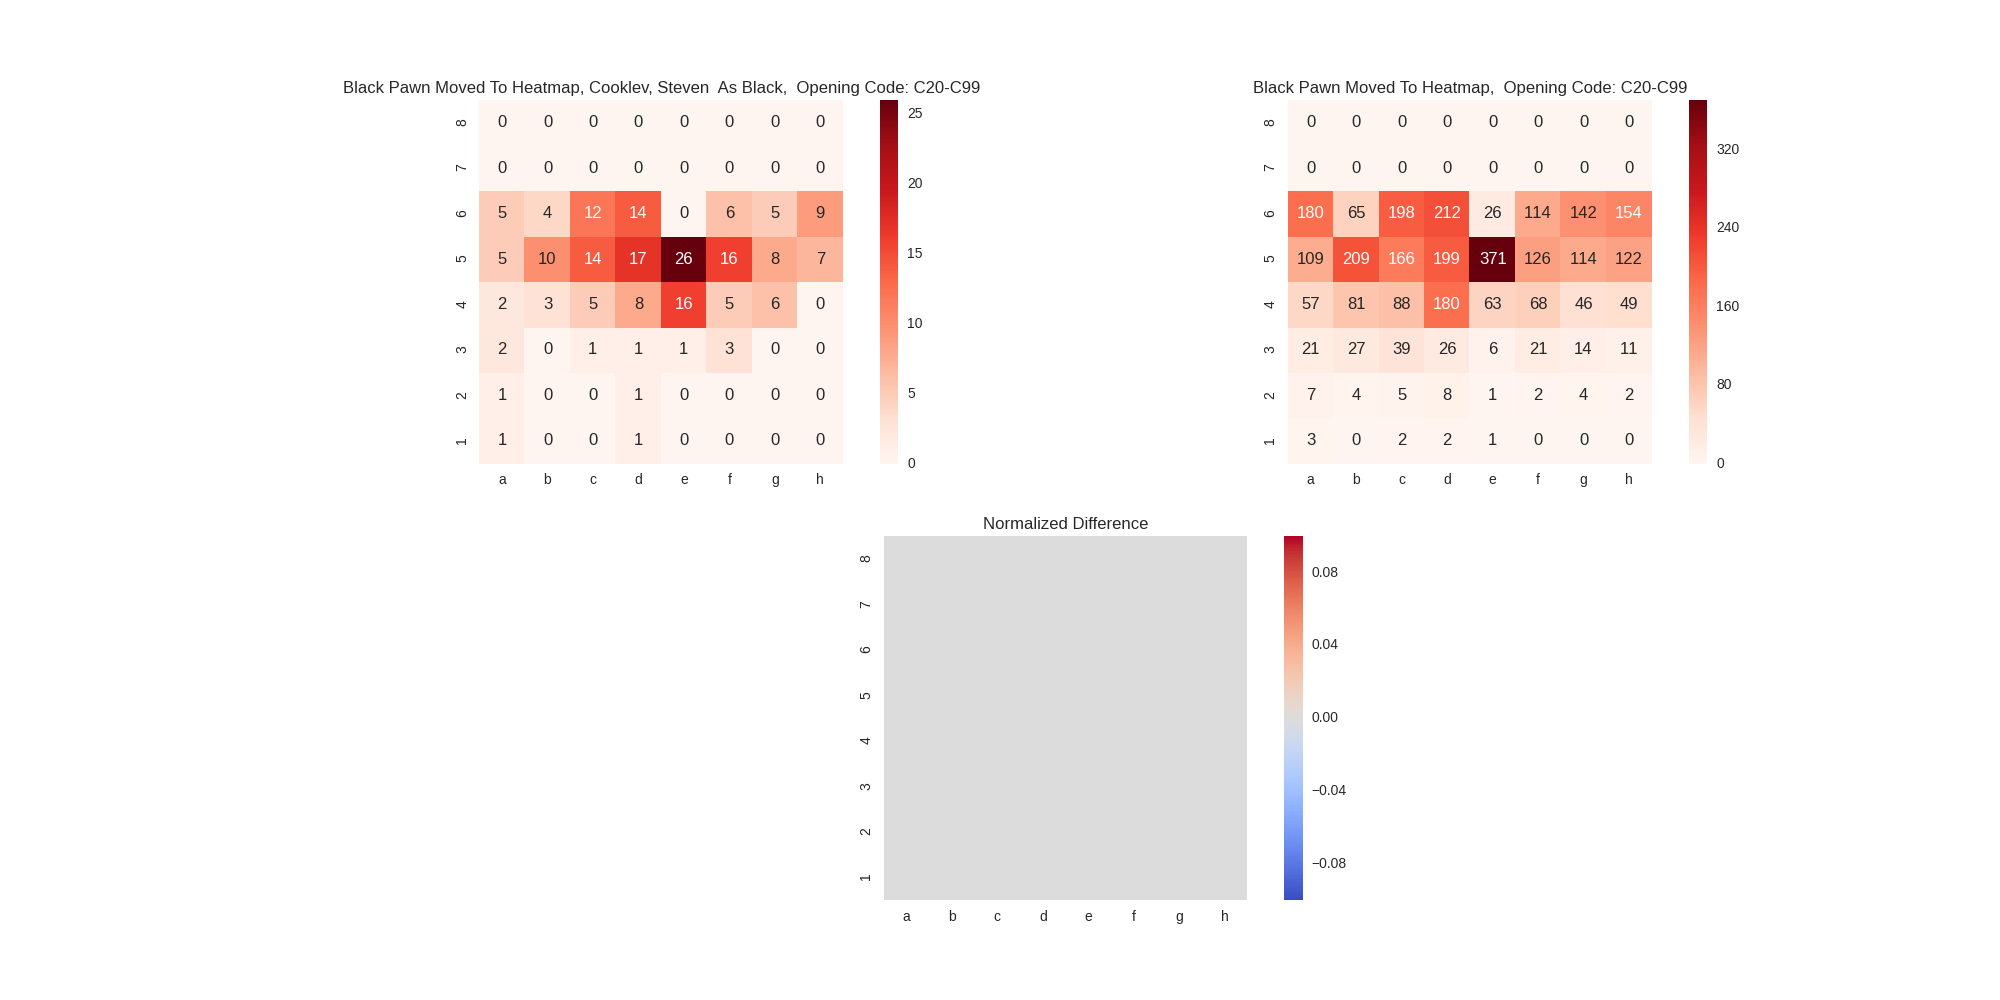 Black Pawn Moved To Heatmap, Cooklev, Steven  As Black,  Opening Code: C20-C99
8 0 0 0 0 0 0 0 0
7 0 0 0 0 0 0 0 0
6 5 4 12 14 0 6 5 9
5 5 10 14 17 26 16 8 7
4 2 3 5 8 16 5 6 0
3 2 0 1 1 1 3 0 0
2 1 0 0 1 0 0 0 0
1 1 0 0 1 0 0 0 0
a b c d e f g h
25
20
15
10
5
0
Black Pawn Moved To Heatmap,  Opening Code: C20-C99
8 0 0 0 0 0 0 0 0
7 0 0 0 0 0 0 0 0
6 180 65 198 212 26 114 142 154
5 109 209 166 199 371 126 114 122
4 57 81 88 180 63 68 46 49
3 21 27 39 26 6 21 14 11
2 7 4 5 8 1 2 4 2
1 3 0 2 2 1 0 0 0
a b c d e f g h
320
240
160
80
0
Normalized Difference
8
7
6
5
4
3
2
1
a b c d e f g h
0.08
0.04
0.00
−0.04
−0.08